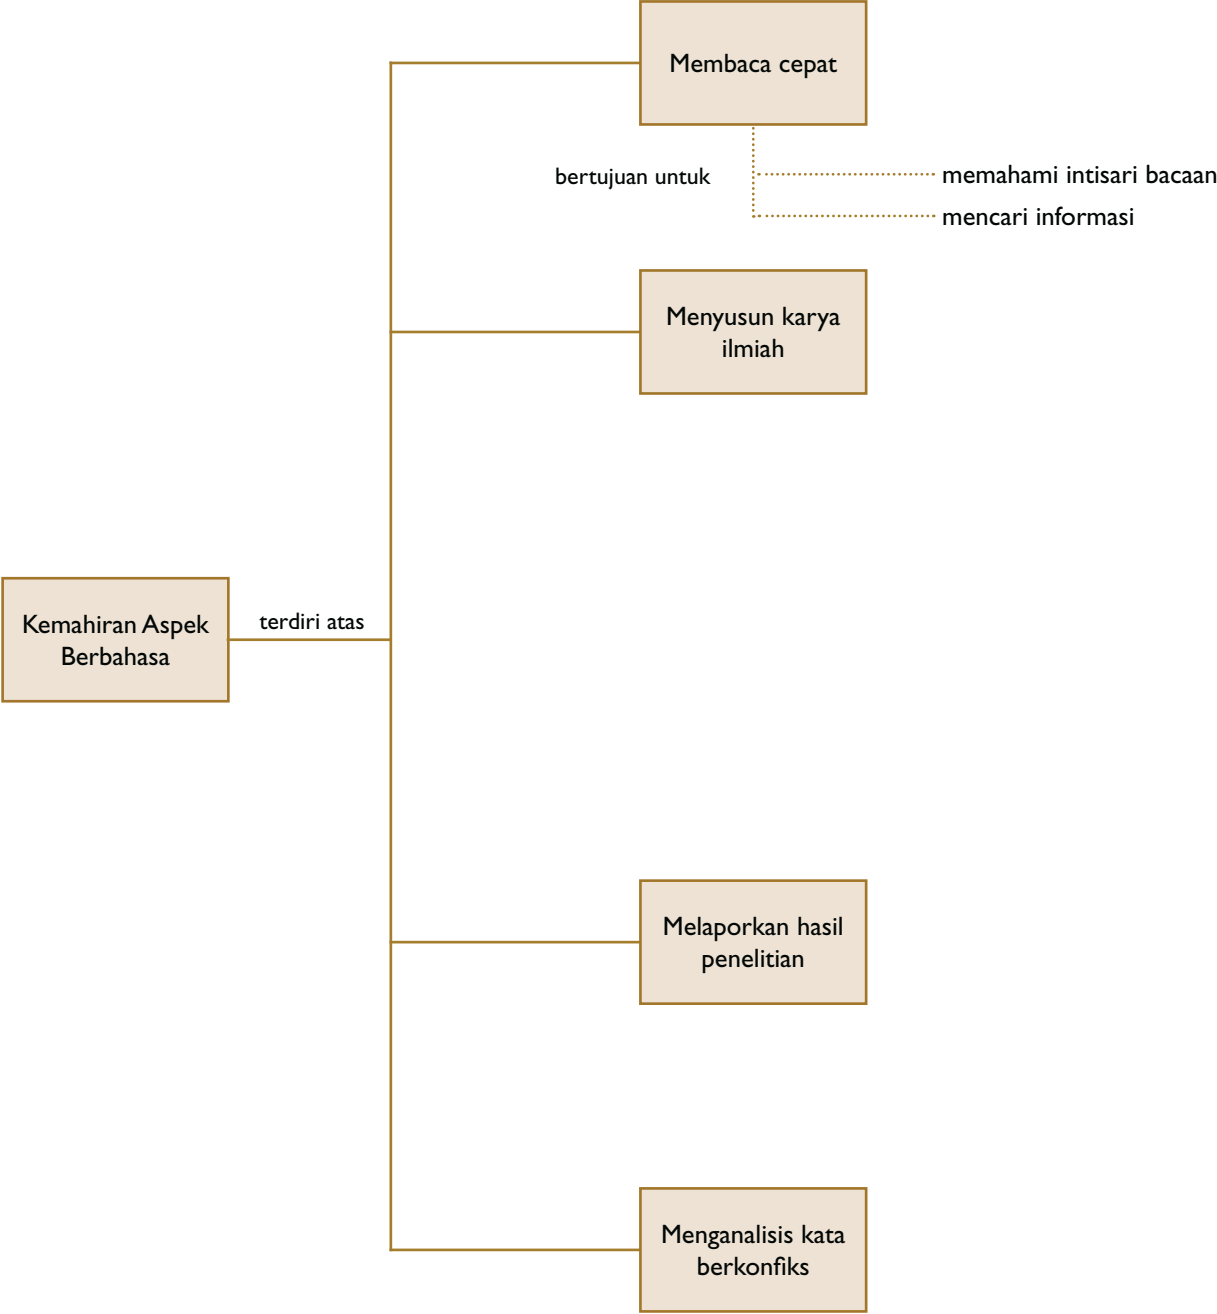 Membaca cepat
bertujuan untuk
memahami intisari bacaan
mencari informasi
Menyusun karya
ilmiah
Kemahiran Aspek
Berbahasa
terdiri atas
Melaporkan hasil
penelitian
Menganalisis kata
berkonfiks